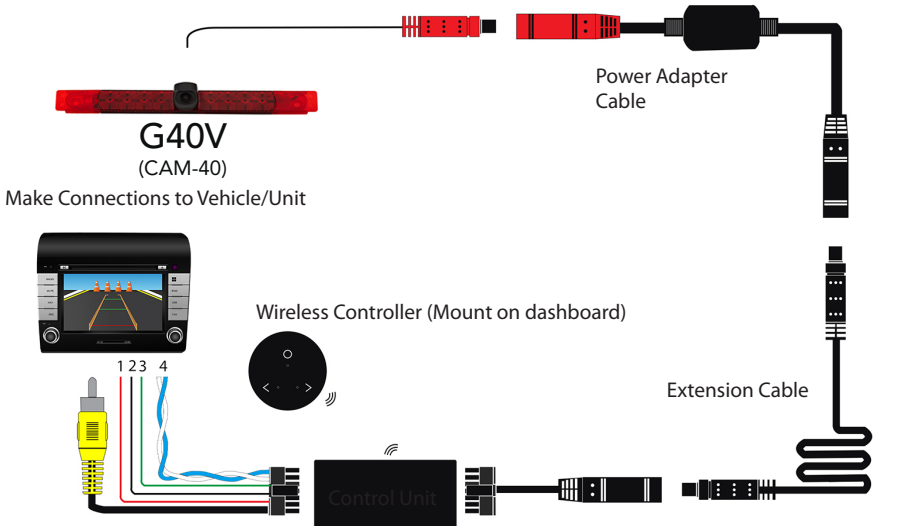 Power Adapter
Cable
G40V
(CAM-40)
Make Connections to Vehicle/Unit
Wireless Controller (Mount on dashboard)
1 2 3 4
Extension Cable
Control Unit